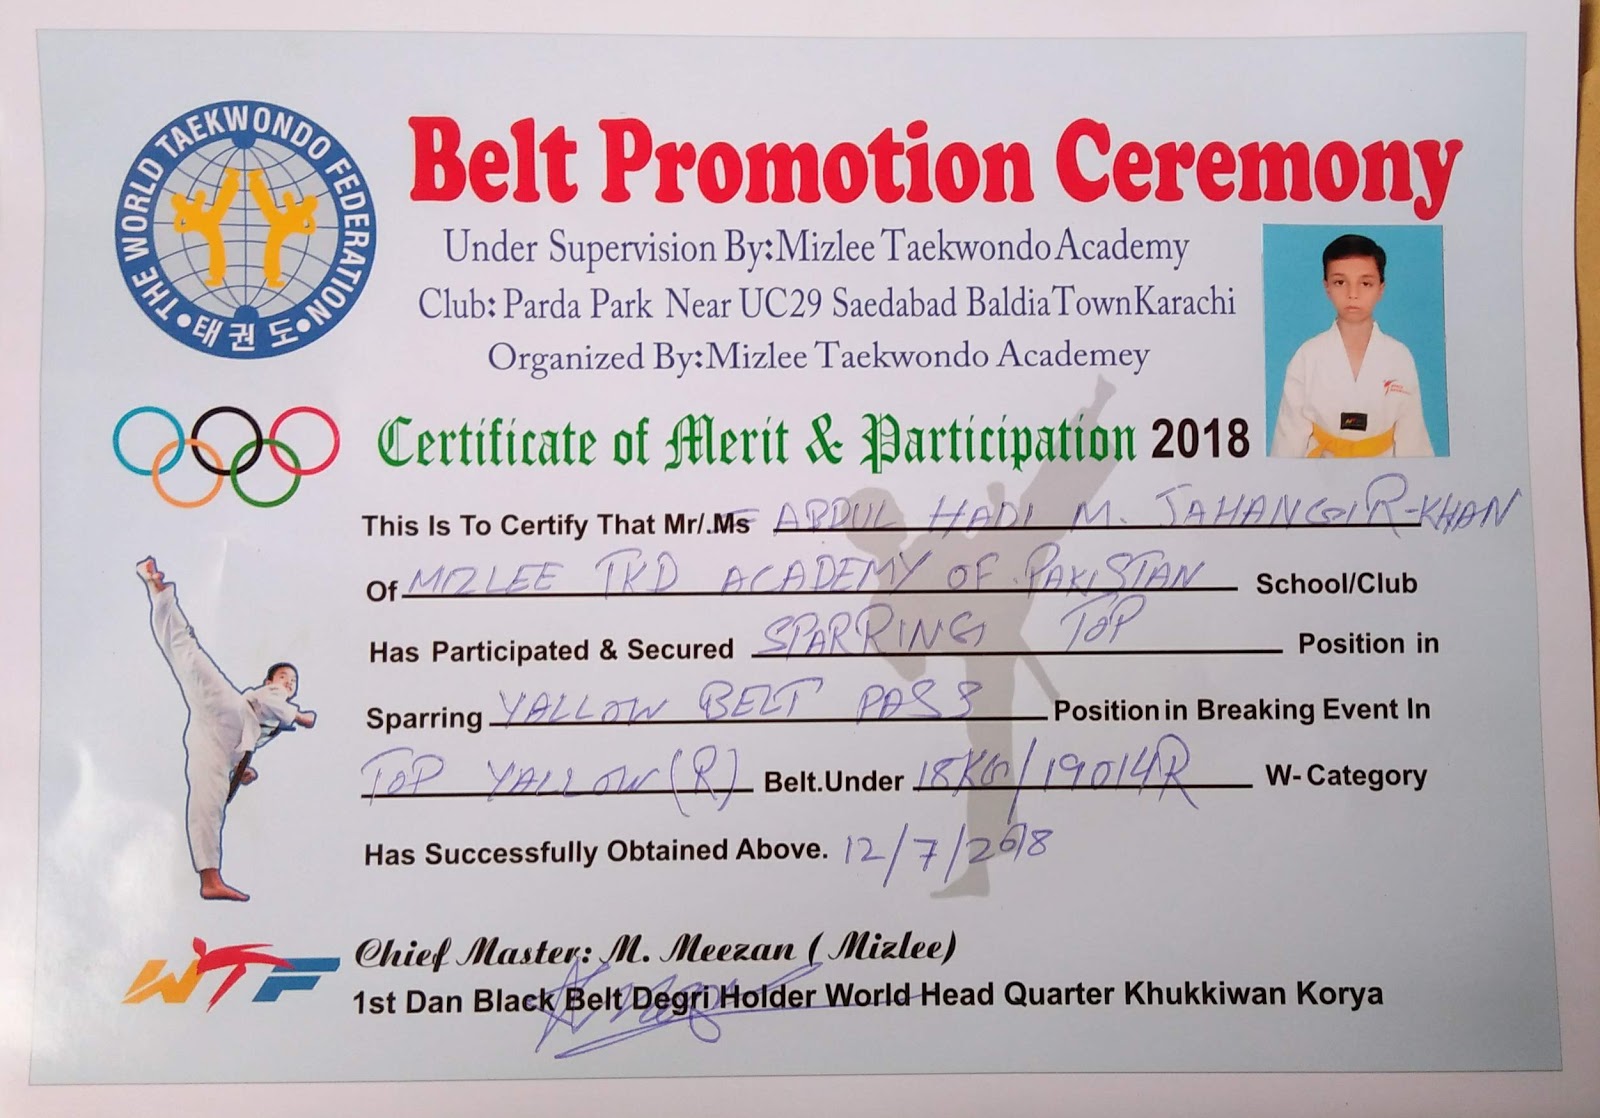 THE WORLD TAEKWONDO FEDERATION
태권도
Belt Promotion Ceremony
Under Supervision By:Mizlee Taekwondo Academy
Club: Parda Park Near UC29 Saedabad Baldia Town Karachi
Organized By:Mizlee Taekwondo Academey
Certificate of Merit & Participation 2018
This Is To Certify That Mr/.Ms ABDUL HADI M. JAHANGIR-KHAN
Of MIZLEE TKD ACADEMY OF PAKISTAN School/Club
Has Participated & Secured SPARRING TOP Position in
Sparring YALLOW BELT PASS Position in Breaking Event In
TOP YALLOW (R) Belt.Under 18KG/19014R W- Category
Has Successfully Obtained Above. 12/7/2018
WTF
Chief Master: M. Meezan ( Mizlee)
1st Dan Black Belt Degri Holder World Head Quarter Khukkiwan Korya